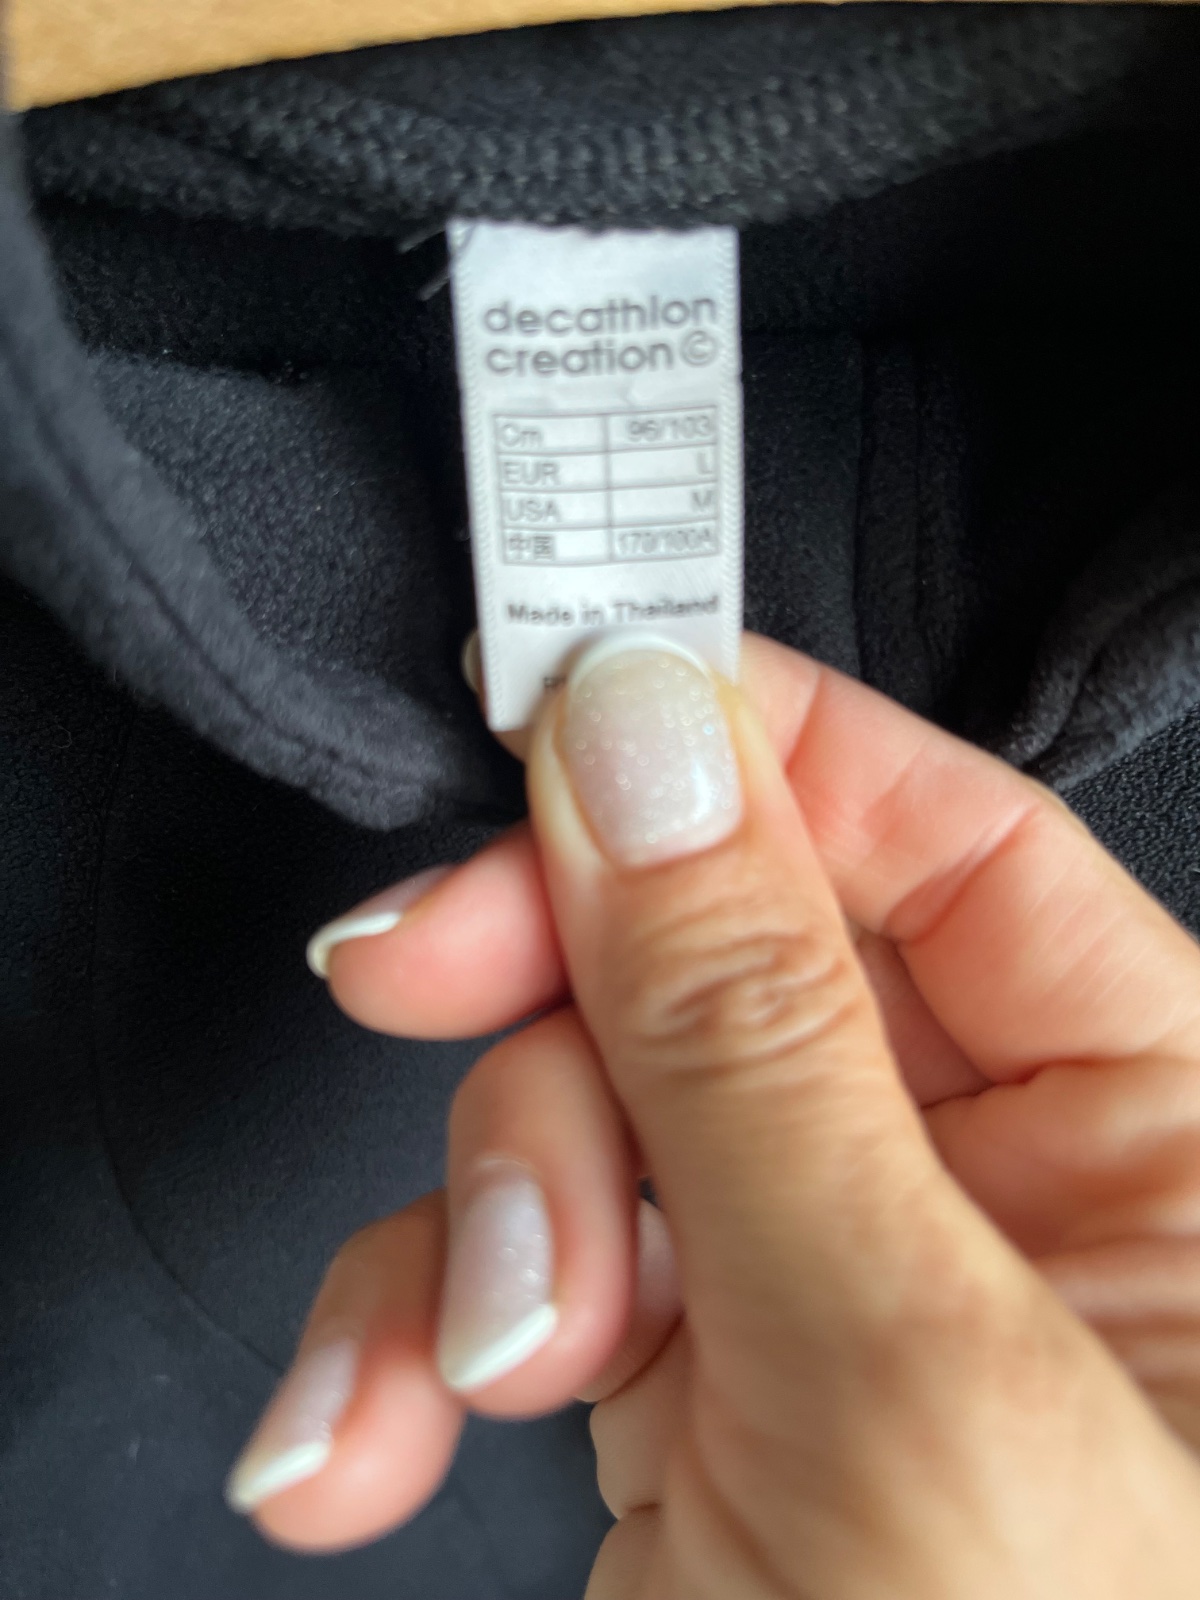 decathlon
creation©
Cm 96/103
EUR L
USA M
中国 170/100A
Made in Thailand